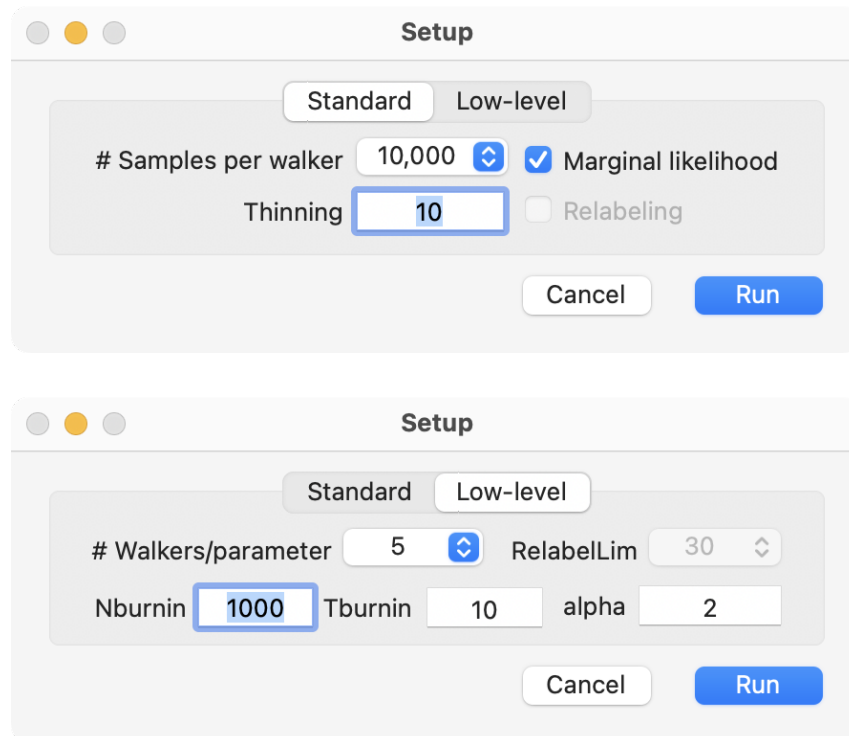 Setup
Standard Low-level
# Samples per walker 10,000 Marginal likelihood
Thinning 10 Relabeling
Cancel Run
Setup
Standard Low-level
# Walkers/parameter 5 RelabelLim 30
Nburnin 1000 Tburnin 10 alpha 2
Cancel Run